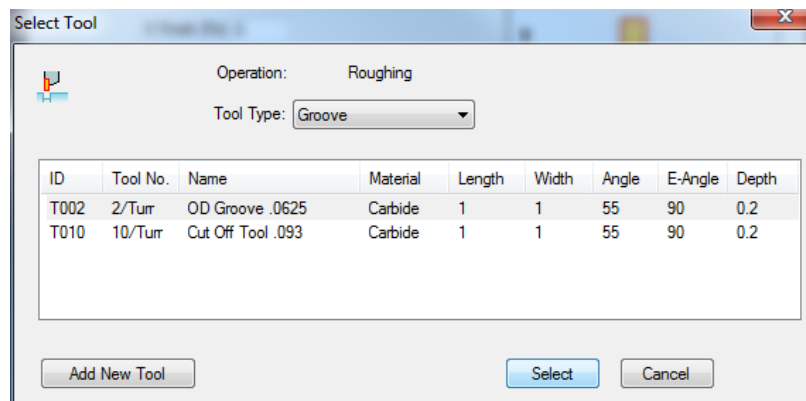 Select Tool
Operation: Roughing
Tool Type: Groove
ID Tool No. Name Material Length Width Angle E-Angle Depth
T002 2/Turr OD Groove .0625 Carbide 1 1 55 90 0.2
T010 10/Turr Cut Off Tool .093 Carbide 1 1 55 90 0.2
Add New Tool Select Cancel